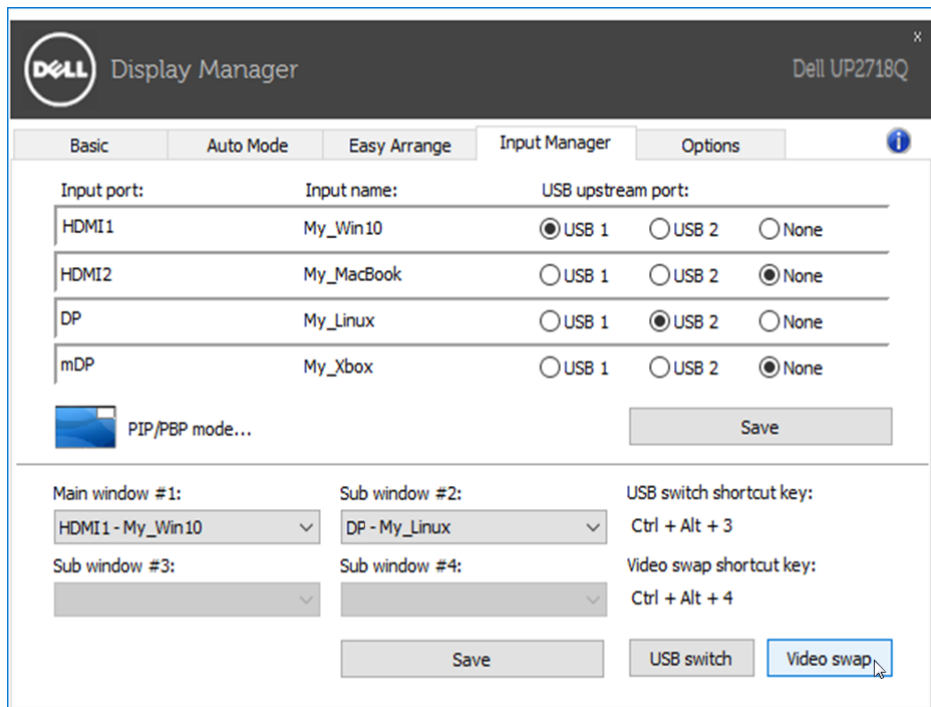 x
DELL Display Manager Dell UP2718Q
Basic Auto Mode Easy Arrange Input Manager Options i
Input port: Input name: USB upstream port:
HDMI1 My_Win10 USB 1 USB 2 None
HDMI2 My_MacBook USB 1 USB 2 None
DP My_Linux USB 1 USB 2 None
mDP My_Xbox USB 1 USB 2 None
PIP/PBP mode... Save
Main window #1: Sub window #2: USB switch shortcut key:
HDMI1 - My_Win10 DP - My_Linux Ctrl + Alt + 3
Sub window #3: Sub window #4: Video swap shortcut key:
Ctrl + Alt + 4
Save USB switch Video swap